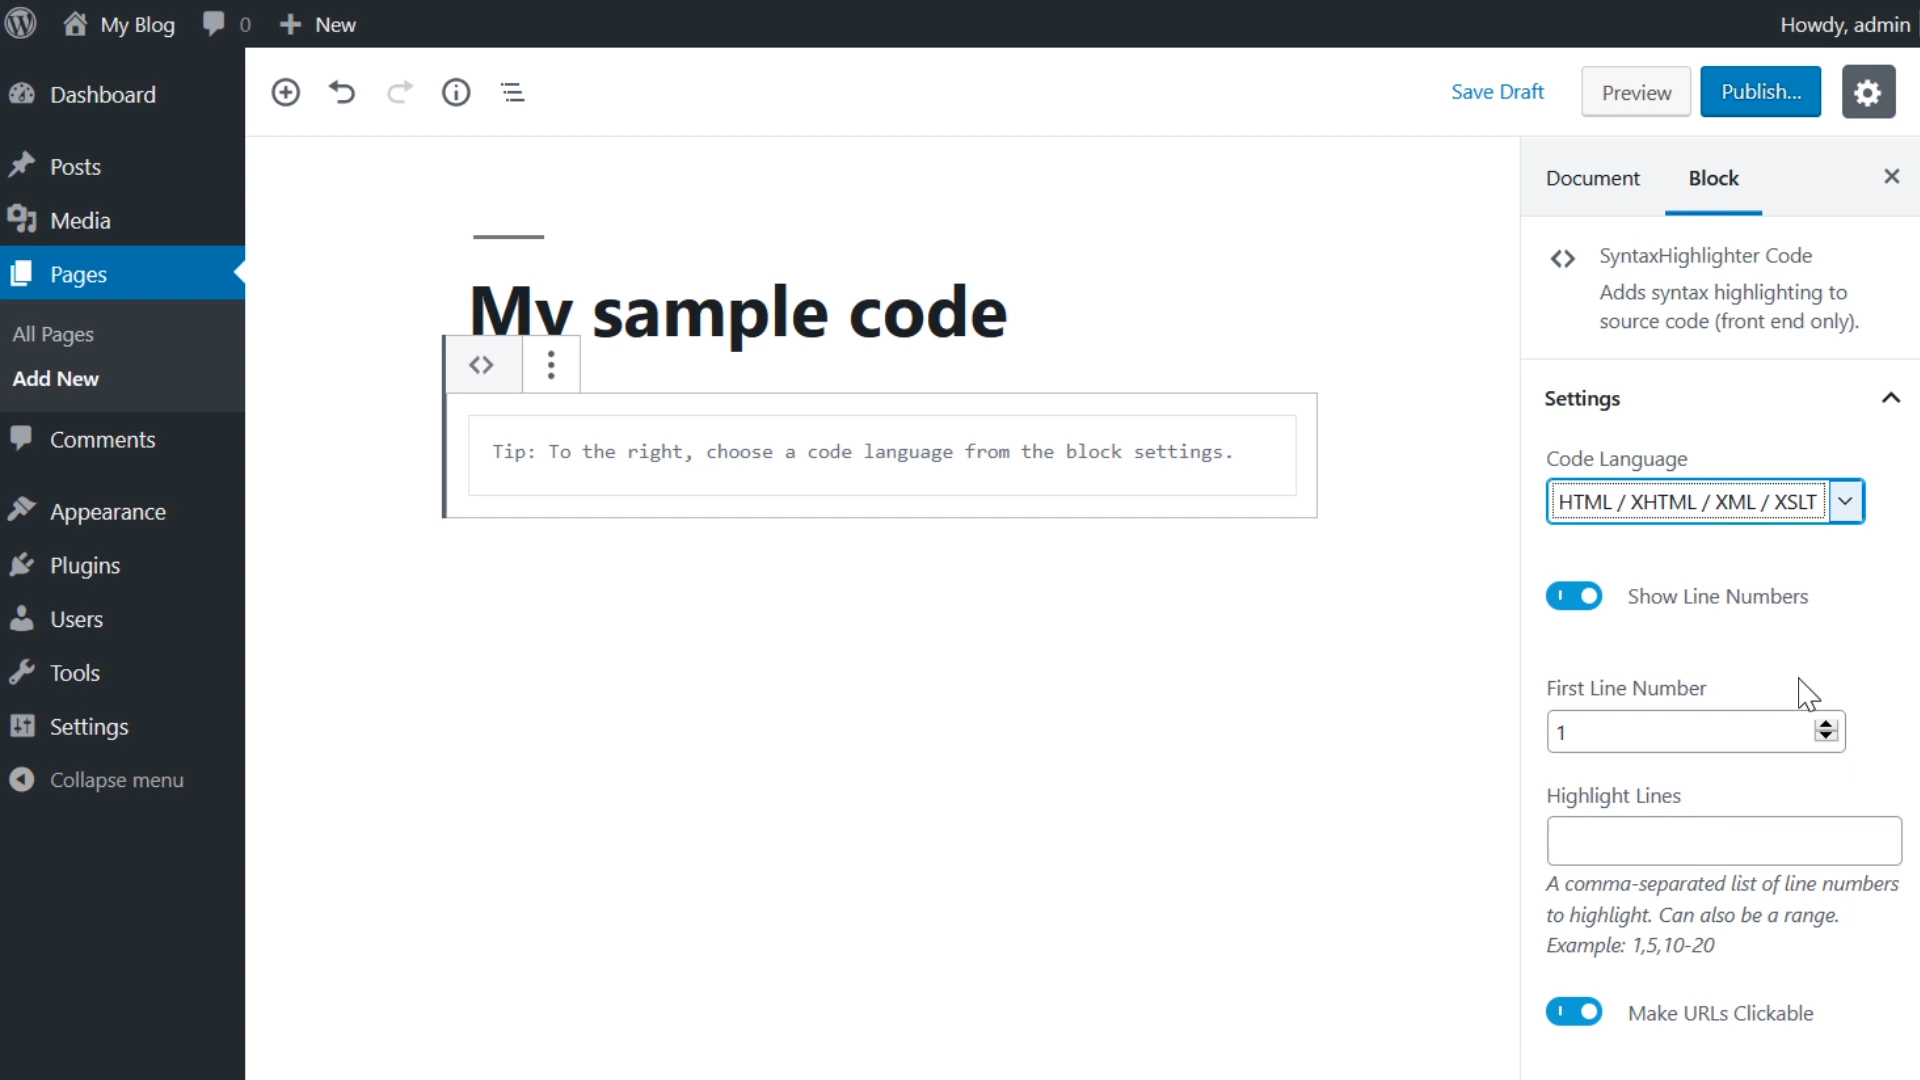 My Blog 0 New Howdy, admin
Dashboard
Posts
Media
Pages
All Pages
Add New
Comments
Appearance
Plugins
Users
Tools
Settings
Collapse menu
Save Draft Preview Publish...
My sample code
Tip: To the right, choose a code language from the block settings.
Document Block
SyntaxHighlighter Code
Adds syntax highlighting to
source code (front end only).
Settings
Code Language
HTML / XHTML / XML / XSLT
Show Line Numbers
First Line Number
1
Highlight Lines
A comma-separated list of line numbers
to highlight. Can also be a range.
Example: 1,5,10-20
Make URLs Clickable